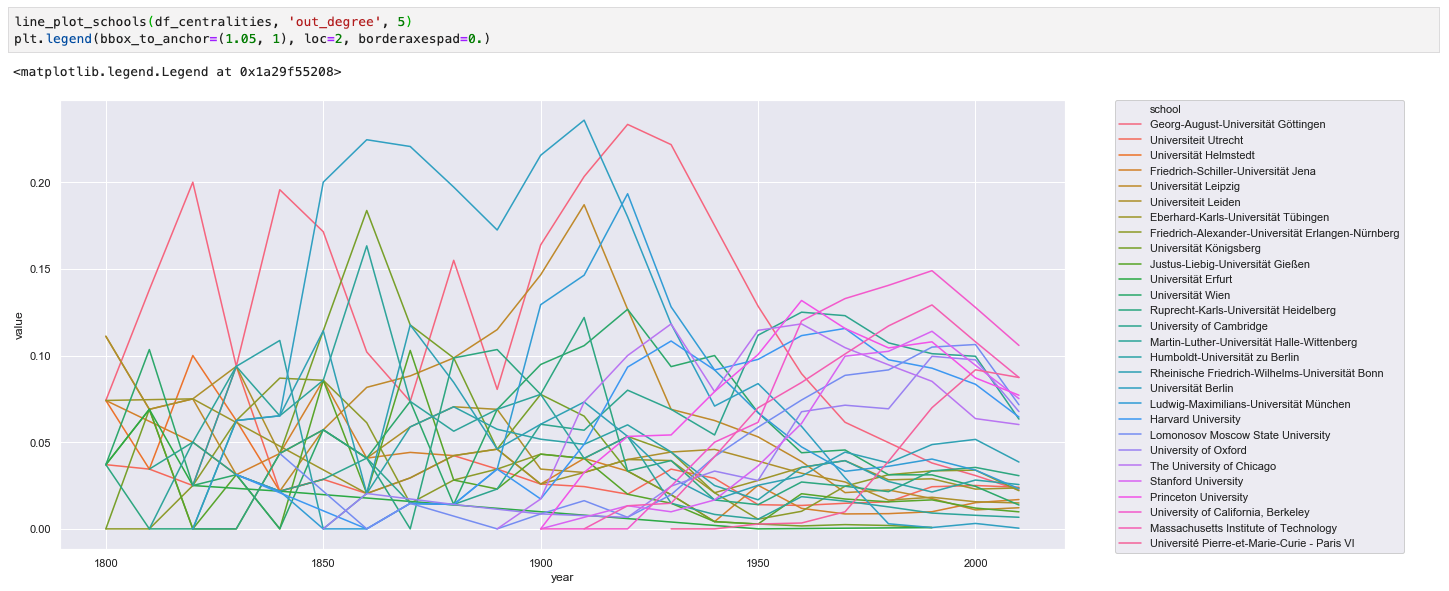 line_plot_schools(df_centralities, 'out_degree', 5)
plt.legend(bbox_to_anchor=(1.05, 1), loc=2, borderaxespad=0.)
<matplotlib.legend.Legend at 0x1a29f55208>
0.20
0.15
0.10
0.05
0.00
value
1800
1850
1900
1950
2000
year
school
Georg-August-Universität Göttingen
Universiteit Utrecht
Universität Helmstedt
Friedrich-Schiller-Universität Jena
Universität Leipzig
Universiteit Leiden
Eberhard-Karls-Universität Tübingen
Friedrich-Alexander-Universität Erlangen-Nürnberg
Universität Königsberg
Justus-Liebig-Universität Gießen
Universität Erfurt
Universität Wien
Ruprecht-Karls-Universität Heidelberg
University of Cambridge
Martin-Luther-Universität Halle-Wittenberg
Humboldt-Universität zu Berlin
Rheinische Friedrich-Wilhelms-Universität Bonn
Universität Berlin
Ludwig-Maximilians-Universität München
Harvard University
Lomonosov Moscow State University
University of Oxford
The University of Chicago
Stanford University
Princeton University
University of California, Berkeley
Massachusetts Institute of Technology
Université Pierre-et-Marie-Curie - Paris VI